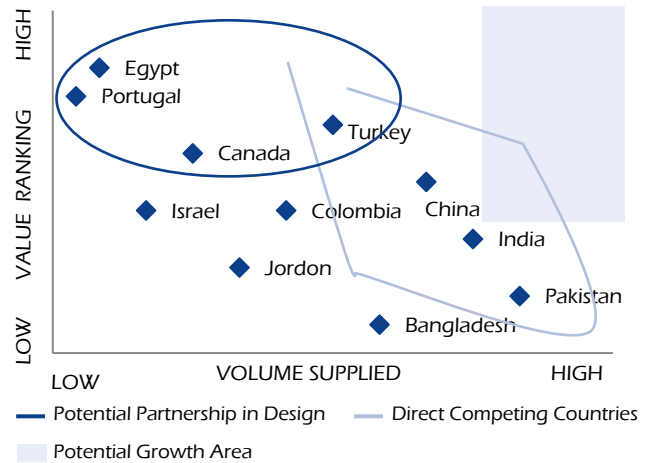 HIGH
VALUE RANKING
LOW
Egypt
Portugal
Turkey
Canada
Israel
Colombia
China
India
Jordon
Pakistan
Bangladesh
LOW
VOLUME SUPPLIED
HIGH
Potential Partnership in Design
Direct Competing Countries
Potential Growth Area